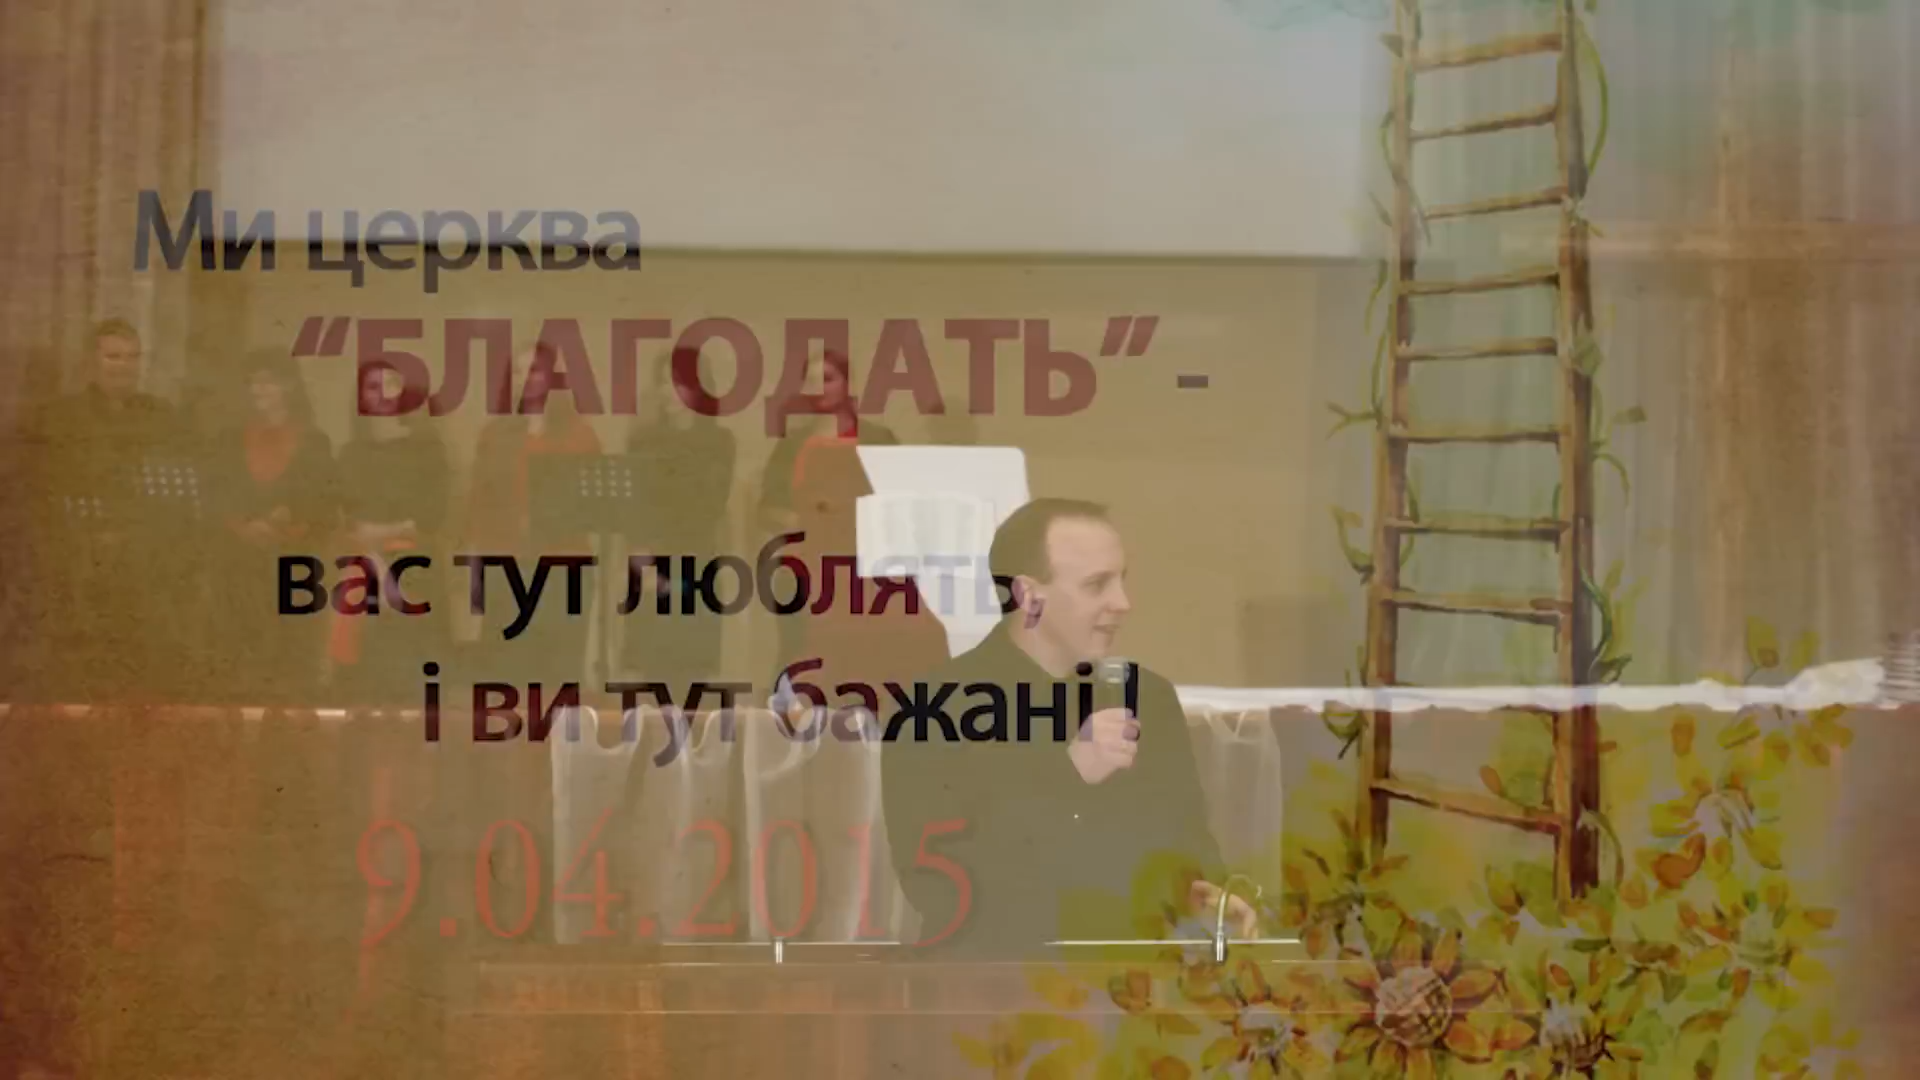 Ми церква
“БЛАГОДАТЬ” -
вас тут люблять
і ви тут бажані !
9.04.2015